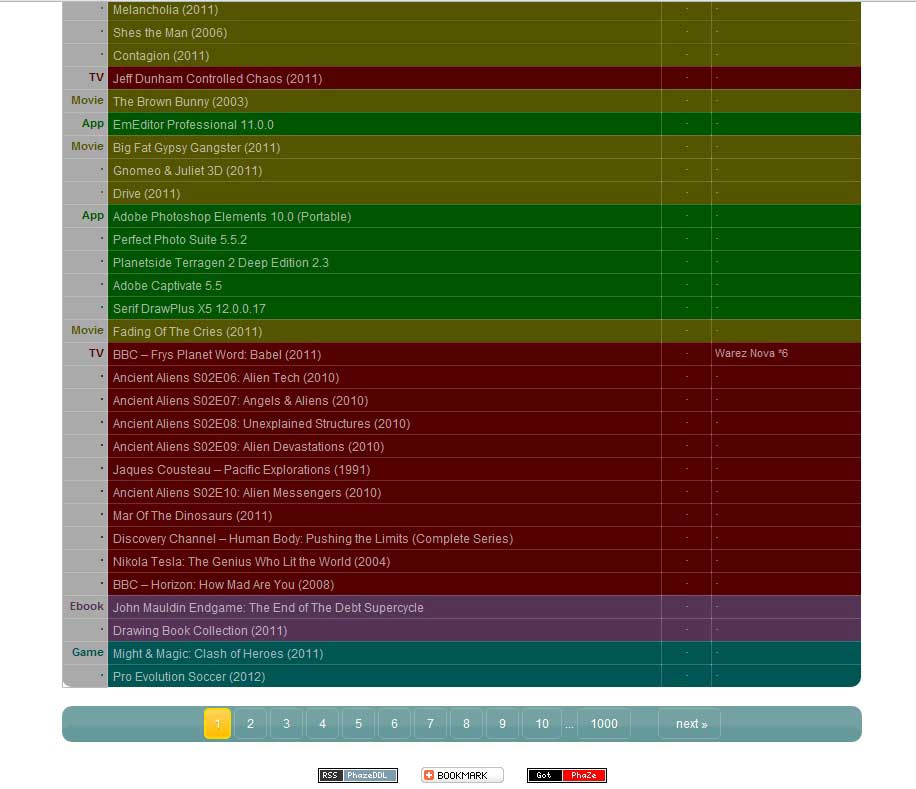 Melancholia (2011) - -
Shes the Man (2006) - -
Contagion (2011) - -
TV Jeff Dunham Controlled Chaos (2011) - -
Movie The Brown Bunny (2003) - -
App EmEditor Professional 11.0.0 - -
Movie Big Fat Gypsy Gangster (2011) - -
Gnomeo & Juliet 3D (2011) - -
Drive (2011) - -
App Adobe Photoshop Elements 10.0 (Portable) - -
Perfect Photo Suite 5.5.2 - -
Planetside Terragen 2 Deep Edition 2.3 - -
Adobe Captivate 5.5 - -
Serif DrawPlus X5 12.0.0.17 - -
Movie Fading Of The Cries (2011) - -
TV BBC – Frys Planet Word: Babel (2011) - Warez Nova *6
Ancient Aliens S02E06: Alien Tech (2010) - -
Ancient Aliens S02E07: Angels & Aliens (2010) - -
Ancient Aliens S02E08: Unexplained Structures (2010) - -
Ancient Aliens S02E09: Alien Devastations (2010) - -
Jaques Cousteau – Pacific Explorations (1991) - -
Ancient Aliens S02E10: Alien Messengers (2010) - -
Mar Of The Dinosaurs (2011) - -
Discovery Channel – Human Body: Pushing the Limits (Complete Series) - -
Nikola Tesla: The Genius Who Lit the World (2004) - -
BBC – Horizon: How Mad Are You (2008) - -
Ebook John Mauldin Endgame: The End of The Debt Supercycle - -
Drawing Book Collection (2011) - -
Game Might & Magic: Clash of Heroes (2011) - -
Pro Evolution Soccer (2012) - -
1 2 3 4 5 6 7 8 9 10 ... 1000 next »
RSS PhazeDDL BOOKMARK Got PhaZe